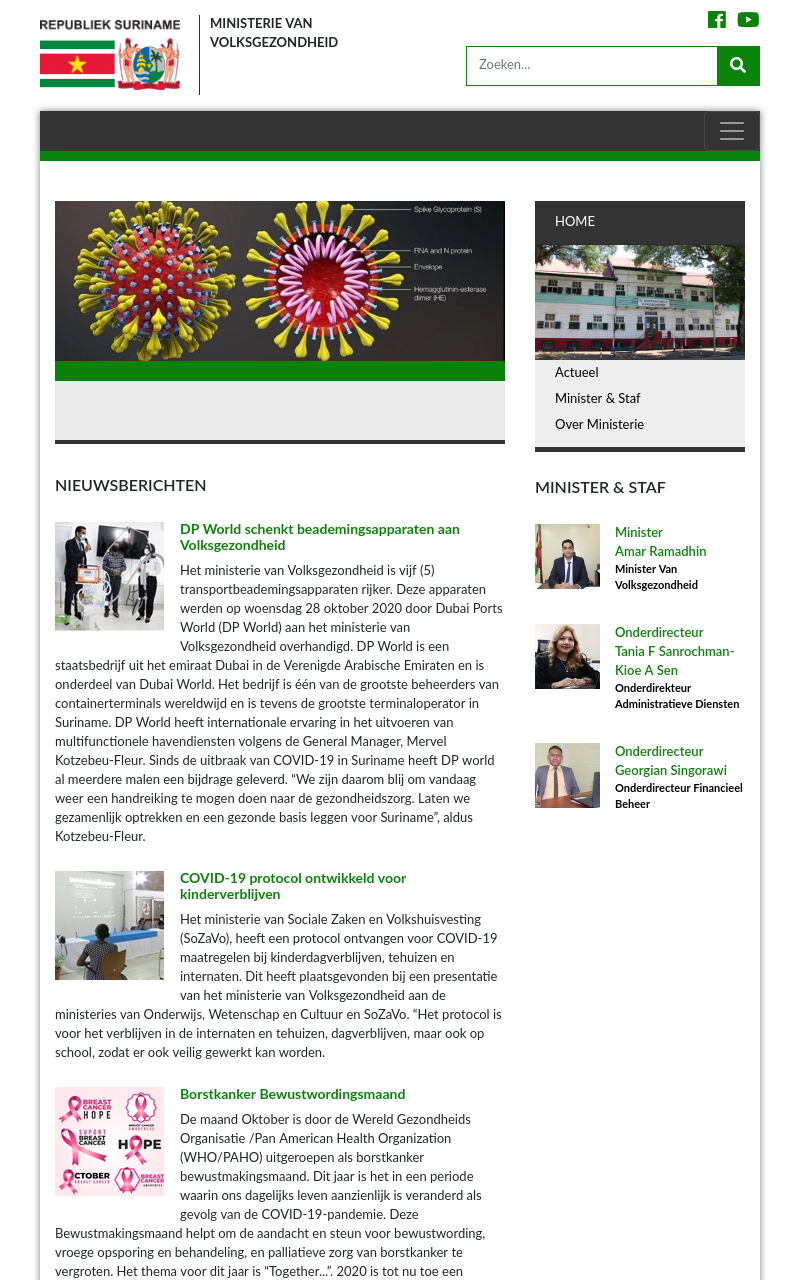 REPUBLIEK SURINAME
MINISTERIE VAN
VOLKSGEZONDHEID
Zoeken...
Spike Glycoprotein (S)
RNA and N protein
Envelope
Hemagglutinin-esterase
dimer (HE)
HOME
Actueel
Minister & Staf
Over Ministerie
NIEUWSBERICHTEN
DP World schenkt beademingsapparaten aan
Volksgezondheid
Het ministerie van Volksgezondheid is vijf (5)
transportbeademingsapparaten rijker. Deze apparaten
werden op woensdag 28 oktober 2020 door Dubai Ports
World (DP World) aan het ministerie van
Volksgezondheid overhandigd. DP World is een
staatsbedrijf uit het emiraat Dubai in de Verenigde Arabische Emiraten en is
onderdeel van Dubai World. Het bedrijf is één van de grootste beheerders van
containerterminals wereldwijd en is tevens de grootste terminaloperator in
Suriname. DP World heeft internationale ervaring in het uitvoeren van
multifunctionele havendiensten volgens de General Manager, Mervel
Kotzebeu-Fleur. Sinds de uitbraak van COVID-19 in Suriname heeft DP world
al meerdere malen een bijdrage geleverd. “We zijn daarom blij om vandaag
weer een handreiking te mogen doen naar de gezondheidszorg. Laten we
gezamenlijk optrekken en een gezonde basis leggen voor Suriname”, aldus
Kotzebeu-Fleur.
COVID-19 protocol ontwikkeld voor
kinderverblijven
Het ministerie van Sociale Zaken en Volkshuisvesting
(SoZaVo), heeft een protocol ontvangen voor COVID-19
maatregelen bij kinderdagverblijven, tehuizen en
internaten. Dit heeft plaatsgevonden bij een presentatie
van het ministerie van Volksgezondheid aan de
ministeries van Onderwijs, Wetenschap en Cultuur en SoZaVo. “Het protocol is
voor het verblijven in de internaten en tehuizen, dagverblijven, maar ook op
school, zodat er ook veilig gewerkt kan worden.
BREAST
CANCER
HOPE
BREAST CANCER
AWARENESS
SUPORT
BREAST
CANCER
HOPE
OCTOBER
BREAST CANCER
BREAST
CANCER
Borstkanker Bewustwordingsmaand
De maand Oktober is door de Wereld Gezondheids
Organisatie /Pan American Health Organization
(WHO/PAHO) uitgeroepen als borstkanker
bewustmakingsmaand. Dit jaar is het in een periode
waarin ons dagelijks leven aanzienlijk is veranderd als
gevolg van de COVID-19-pandemie. Deze
Bewustmakingsmaand helpt om de aandacht en steun voor bewustwording,
vroege opsporing en behandeling, en palliatieve zorg van borstkanker te
vergroten. Het thema voor dit jaar is “Together...”. 2020 is tot nu toe een
MINISTER & STAF
Minister
Amar Ramadhin
Minister Van
Volksgezondheid
Onderdirecteur
Tania F Sanrochman-
Kioe A Sen
Onderdirekteur
Administratieve Diensten
Onderdirecteur
Georgian Singorawi
Onderdirecteur Financieel
Beheer